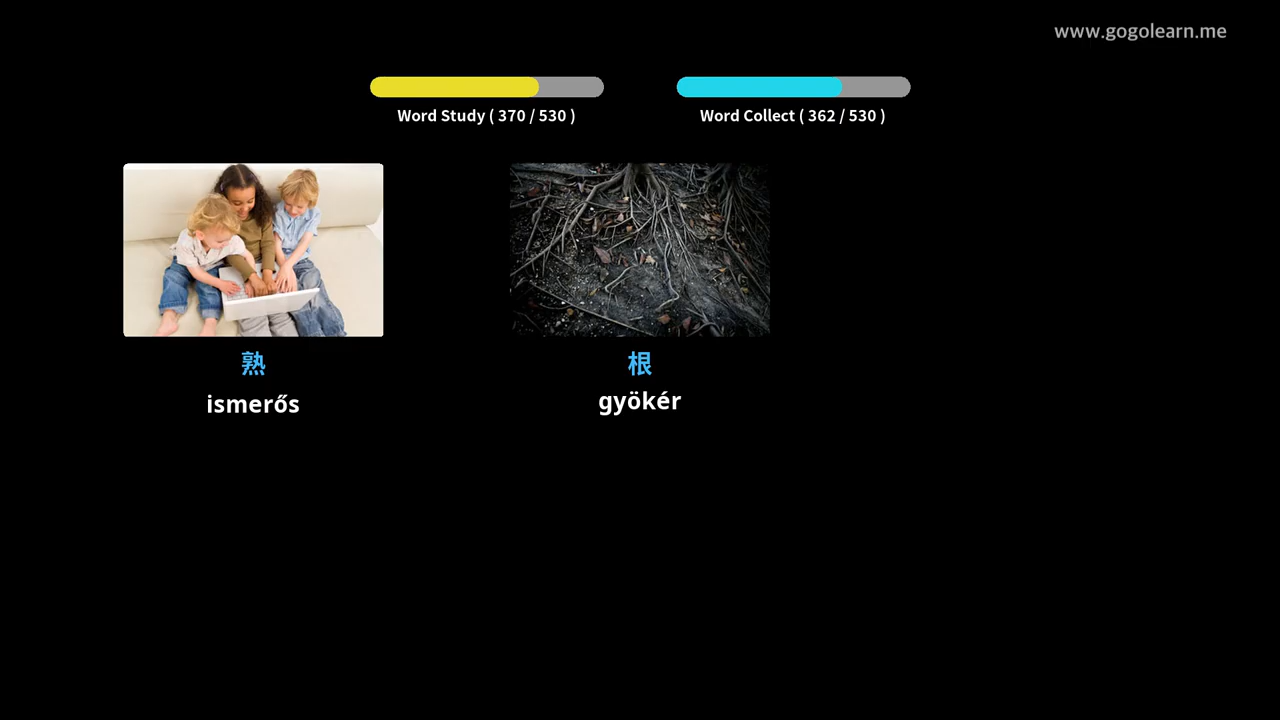 www.gogolearn.me
Word Study ( 370 / 530 )
Word Collect ( 362 / 530 )
熟
ismerős
根
gyökér